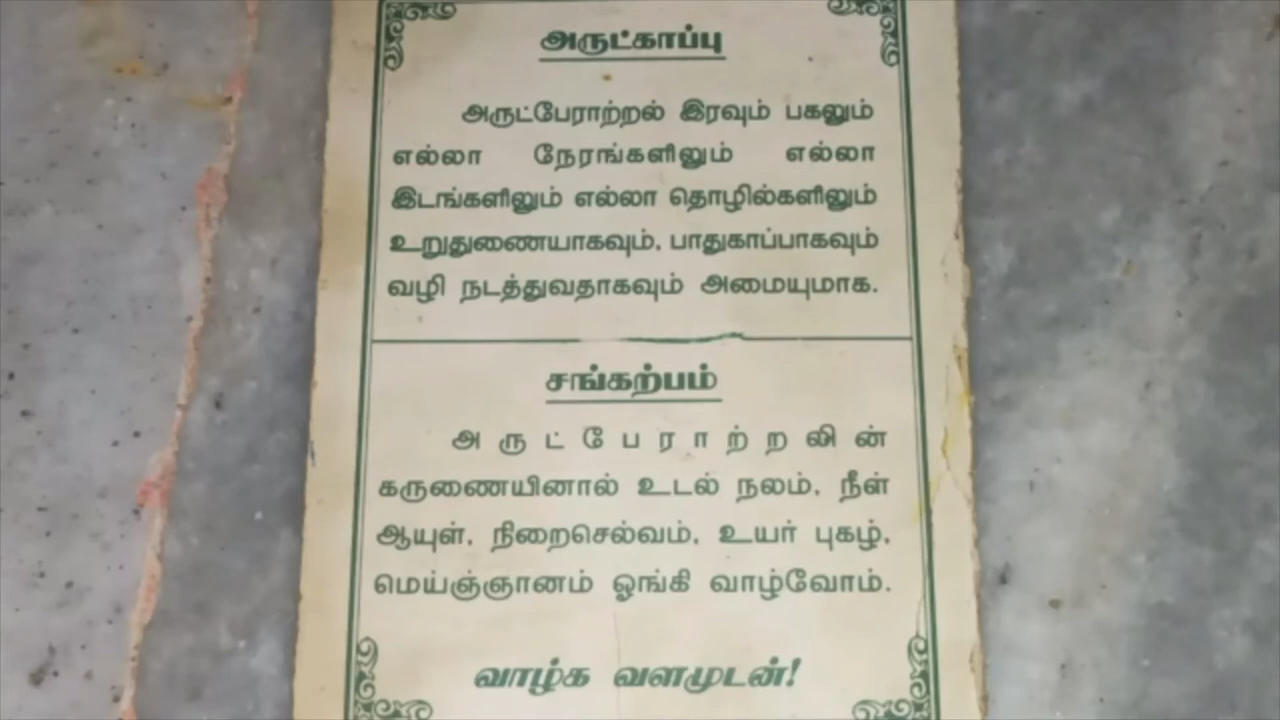 அருட்காப்பு
அருட்பேராற்றல் இரவும் பகலும்
எல்லா நேரங்களிலும் எல்லா
இடங்களிலும் எல்லா தொழில்களிலும்
உறுதுணையாகவும், பாதுகாப்பாகவும்
வழி நடத்துவதாகவும் அமையுமாக.
சங்கற்பம்
அ ரு ட் பே ரா ற் ற லி ன்
கருணையினால் உடல் நலம், நீள்
ஆயுள், நிறைசெல்வம், உயர் புகழ்,
மெய்ஞ்ஞானம் ஓங்கி வாழ்வோம்.
வாழ்க வளமுடன்!